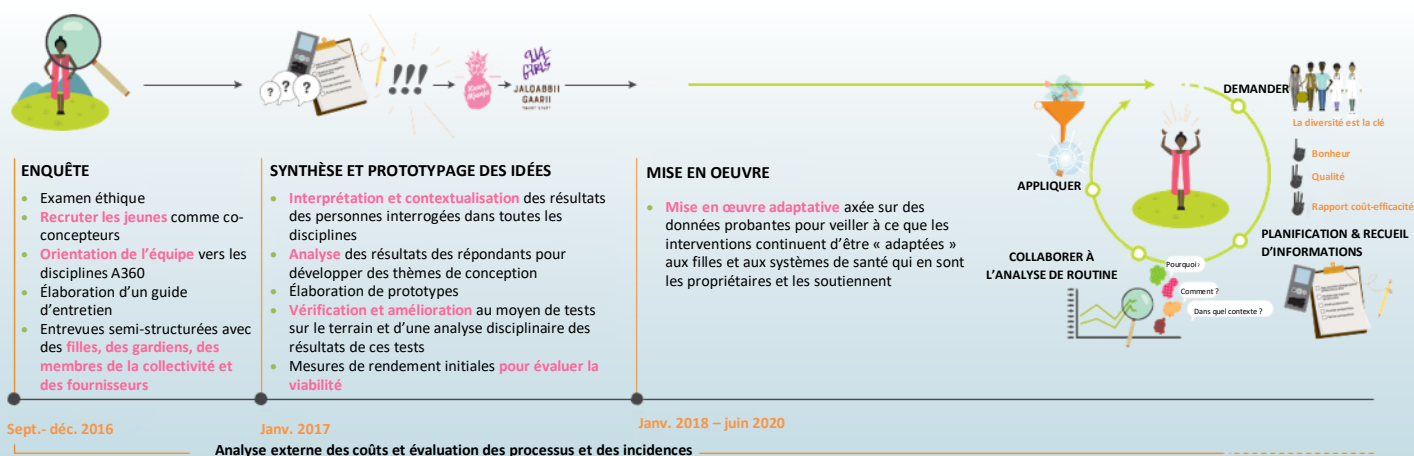 ENQUÊTE
• Examen éthique
• Recruter les jeunes comme co-
concepteurs
• Orientation de l'équipe vers les
disciplines A360
• Élaboration d'un guide
d'entretien
• Entrevues semi-structurées avec
des filles, des gardiens, des
membres de la collectivité et
des fournisseurs
Sept.- déc. 2016
? ? ?
!!!
Kuwa
Mjanja
9JA
GIRLS
JALQABBII
GAARII
SMART START
SYNTHÈSE ET PROTOTYPAGE DES IDÉES
• Interprétation et contextualisation des résultats
des personnes interrogées dans toutes les
disciplines
• Analyse des résultats des répondants pour
développer des thèmes de conception
• Élaboration de prototypes
• Vérification et amélioration au moyen de tests
sur le terrain et d'une analyse disciplinaire des
résultats de ces tests
• Mesures de rendement initiales pour évaluer la
viabilité
Janv. 2017
MISE EN OEUVRE
• Mise en œuvre adaptative axée sur des
données probantes pour veiller à ce que les
interventions continuent d'être « adaptées »
aux filles et aux systèmes de santé qui en sont
les propriétaires et les soutiennent
Janv. 2018 – juin 2020
DEMANDER
La diversité est la clé
Bonheur
Qualité
Rapport coût-efficacité
PLANIFICATION & RECUEIL
D'INFORMATIONS
COLLABORER À
L'ANALYSE DE ROUTINE
Pourquoi?
Comment ?
Dans quel contexte ?
APPLIQUER
Analyse externe des coûts et évaluation des processus et des incidences